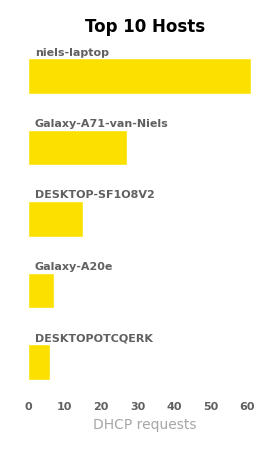 Top 10 Hosts
niels-laptop
Galaxy-A71-van-Niels
DESKTOP-SF1O8V2
Galaxy-A20e
DESKTOPOTCQERK
0 10 20 30 40 50 60
DHCP requests